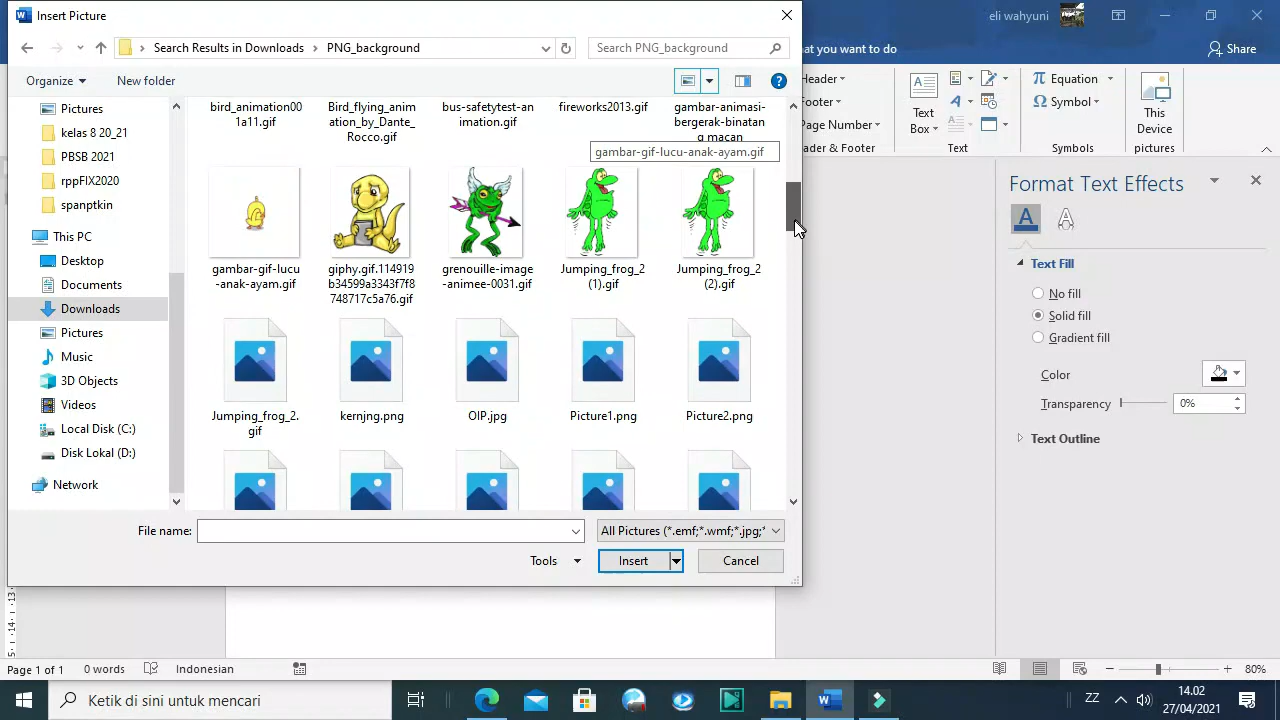 Insert Picture
eli wahyuni
Search Results in Downloads
PNG_background
Search PNG_background
hat you want to do
Share
Organize
New folder
Header
Footer
Page Number
Header & Footer
Text
Box
Text
Equation
Symbol
Symbols
This
Device
pictures
Pictures
kelas 8 20_21
PBSB 2021
rppFIX2020
spanptkin
This PC
Desktop
Documents
Downloads
Pictures
Music
3D Objects
Videos
Local Disk (C:)
Disk Lokal (D:)
Network
bird_animation00
1a11.gif
Bird_flying_anim
ation_by_Dante_
Rocco.gif
bus-safetytest-an
imation.gif
fireworks2013.gif
gambar-animasi-
bergerak-binatan
g macan
gambar-gif-lucu-anak-ayam.gif
gambar-gif-lucu
-anak-ayam.gif
giphy.gif.114919
b34599a3343f7f8
748717c5a76.gif
grenouille-image
-animee-0031.gif
Jumping_frog_2
(1).gif
Jumping_frog_2
(2).gif
Jumping_frog_2.
gif
kernjng.png
OIP.jpg
Picture1.png
Picture2.png
File name:
All Pictures (*.emf;*.wmf;*.jpg;*
Tools
Insert
Cancel
Format Text Effects
A
A
Text Fill
No fill
Solid fill
Gradient fill
Color
Transparency
0%
Text Outline
Page 1 of 1
0 words
Indonesian
80%
Ketik di sini untuk mencari
ZZ
14.02
27/04/2021